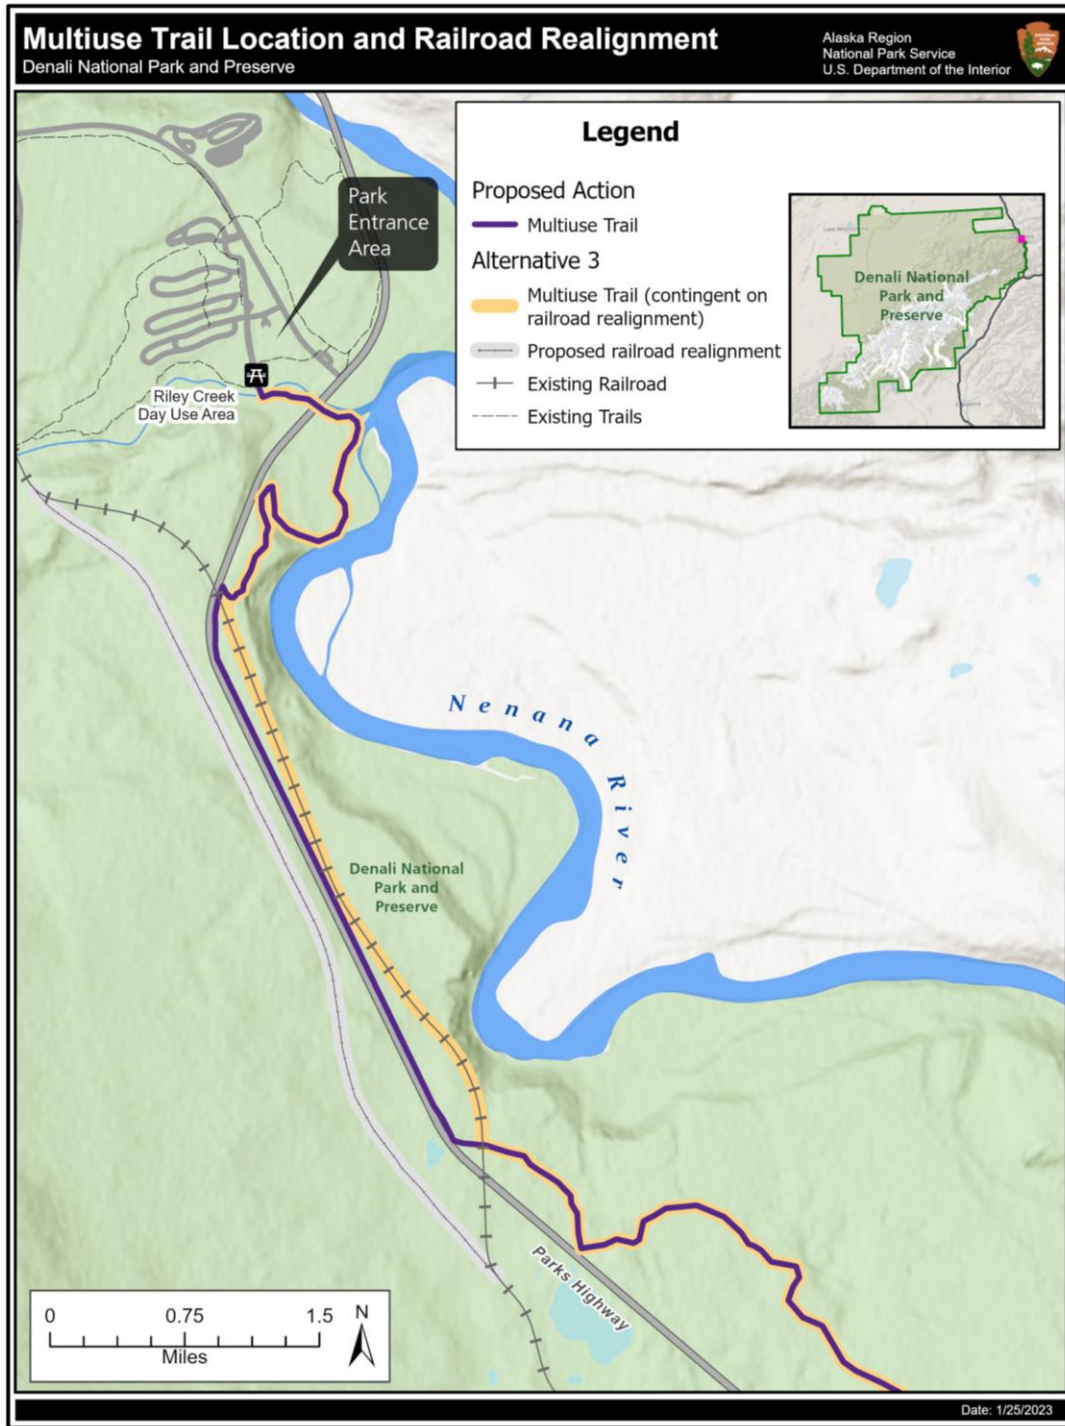 Multiuse Trail Location and Railroad Realignment
Denali National Park and Preserve
Alaska Region
National Park Service
U.S. Department of the Interior
Legend
Proposed Action
Multiuse Trail
Alternative 3
Multiuse Trail (contingent on
railroad realignment)
Proposed railroad realignment
Existing Railroad
Existing Trails
Denali National
Park and
Preserve
Park
Entrance
Area
Riley Creek
Day Use Area
Nenana River
Denali National
Park and
Preserve
Parks Highway
0 0.75 1.5
Miles
N
Date: 1/25/2023